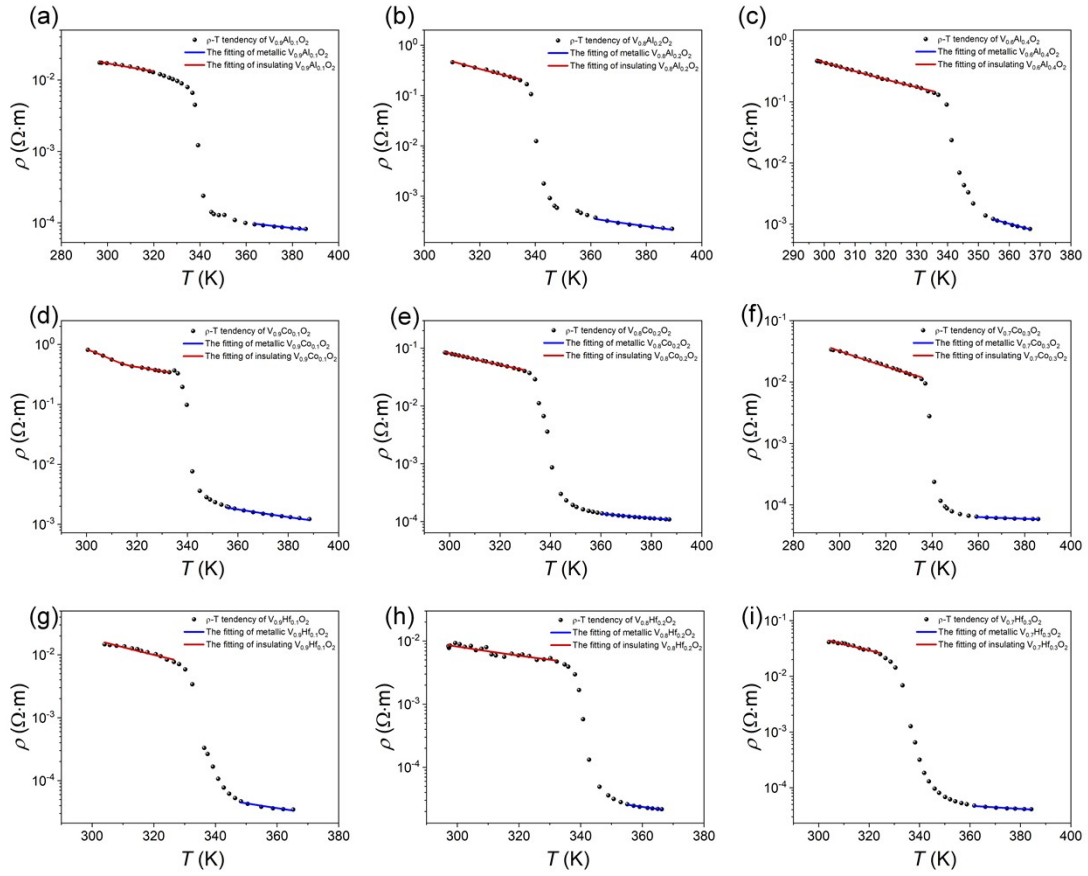 (a)
ρ-T tendency of V0.9Al0.1O2
The fitting of metallic V0.9Al0.1O2
The fitting of insulating V0.9Al0.1O2
10-2
10-3
10-4
ρ (Ω·m)
280 300 320 340 360 380 400
T (K)
(b)
ρ-T tendency of V0.8Al0.2O2
The fitting of metallic V0.8Al0.2O2
The fitting of insulating V0.8Al0.2O2
100
10-1
10-2
10-3
10-4
ρ (Ω·m)
300 320 340 360 380 400
T (K)
(c)
ρ-T tendency of V0.6Al0.4O2
The fitting of metallic V0.6Al0.4O2
The fitting of insulating V0.6Al0.4O2
100
10-1
10-2
10-3
ρ (Ω·m)
290 300 310 320 330 340 350 360 370
T (K)
(d)
ρ-T tendency of V0.9Co0.1O2
The fitting of metallic V0.9Co0.1O2
The fitting of insulating V0.9Co0.1O2
100
10-1
10-2
10-3
ρ (Ω·m)
300 320 340 360 380 400
T (K)
(e)
ρ-T tendency of V0.8Co0.2O2
The fitting of metallic V0.8Co0.2O2
The fitting of insulating V0.8Co0.2O2
10-1
10-2
10-3
10-4
ρ (Ω·m)
300 320 340 360 380 400
T (K)
(f)
ρ-T tendency of V0.7Co0.3O2
The fitting of metallic V0.7Co0.3O2
The fitting of insulating V0.7Co0.3O2
10-1
10-2
10-3
10-4
10-5
ρ (Ω·m)
280 300 320 340 360 380 400
T (K)
(g)
ρ-T tendency of V0.9Hf0.1O2
The fitting of metallic V0.9Hf0.1O2
The fitting of insulating V0.9Hf0.1O2
10-2
10-3
10-4
ρ (Ω·m)
300 320 340 360 380
T (K)
(h)
ρ-T tendency of V0.8Hf0.2O2
The fitting of metallic V0.8Hf0.2O2
The fitting of insulating V0.8Hf0.2O2
10-2
10-3
10-4
ρ (Ω·m)
300 320 340 360 380
T (K)
(i)
ρ-T tendency of V0.7Hf0.3O2
The fitting of metallic V0.7Hf0.3O2
The fitting of insulating V0.7Hf0.3O2
10-1
10-2
10-3
10-4
10-5
ρ (Ω·m)
300 320 340 360 380 400
T (K)